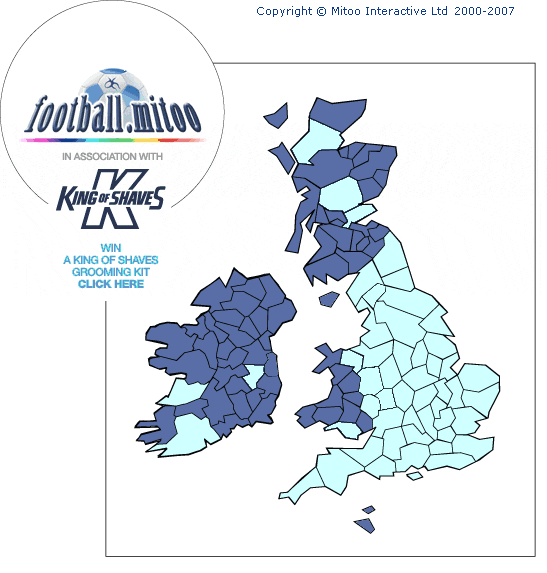 Copyright © Mitoo Interactive Ltd 2000-2007
football.mitoo
IN ASSOCIATION WITH
KING OF SHAVES
WIN
A KING OF SHAVES
GROOMING KIT
CLICK HERE